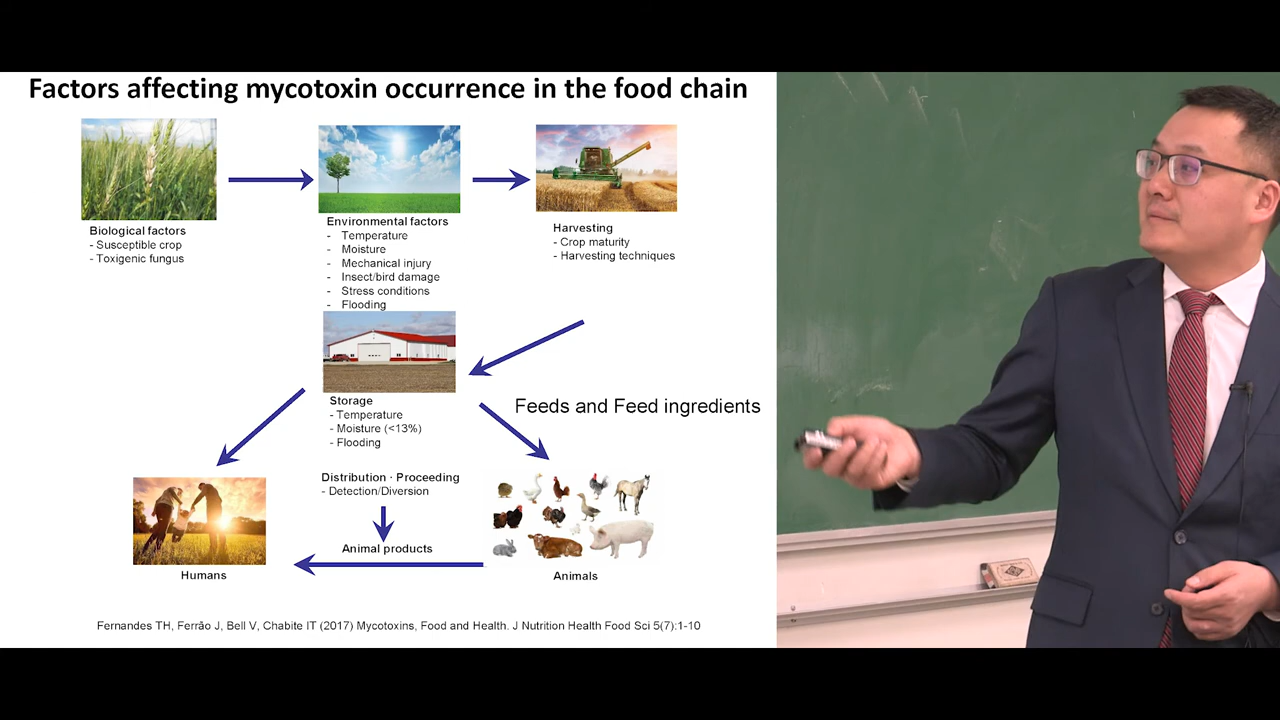 Factors affecting mycotoxin occurrence in the food chain
Biological factors
- Susceptible crop
- Toxigenic fungus
Environmental factors
- Temperature
- Moisture
- Mechanical injury
- Insect/bird damage
- Stress conditions
- Flooding
Harvesting
- Crop maturity
- Harvesting techniques
Storage
- Temperature
- Moisture (<13%)
- Flooding
Feeds and Feed ingredients
Distribution · Proceeding
- Detection/Diversion
Animal products
Humans
Animals
Fernandes TH, Ferrão J, Bell V, Chabite IT (2017) Mycotoxins, Food and Health. J Nutrition Health Food Sci 5(7):1-10